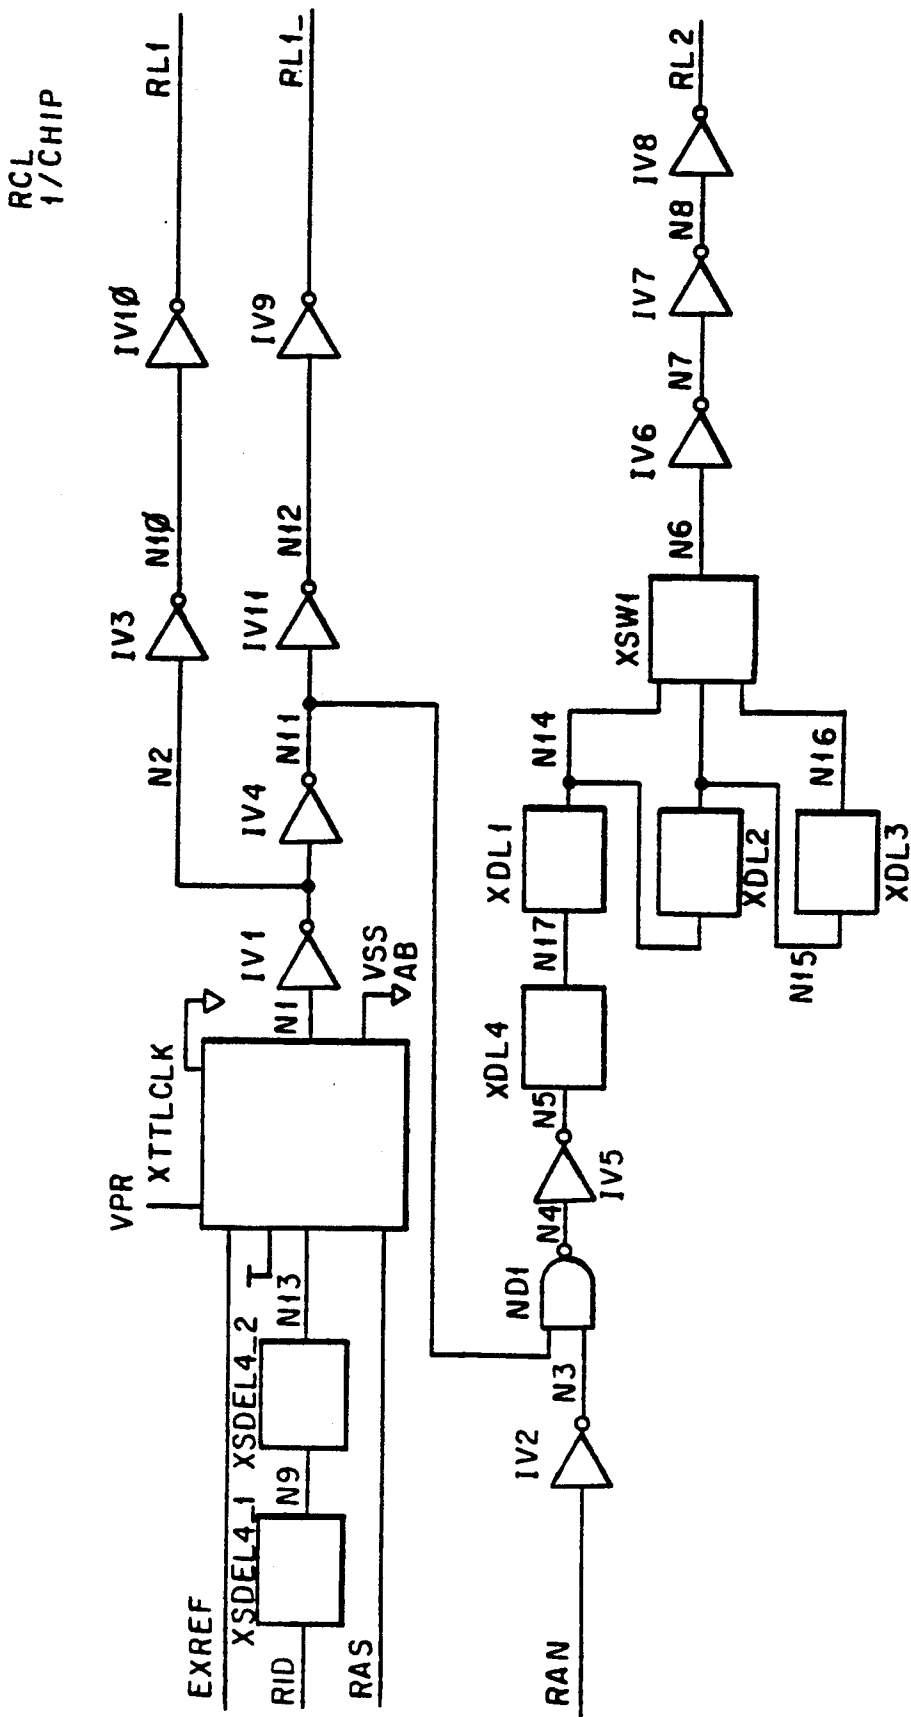 RCL
1/CHIP
EXREF
RID
RAS
XSDEL4_1
N9
XSDEL4_2
N13
VPR
XTTLCLK
VSS
AB
N1
IV1
N2
IV3
N1Ø
IV1Ø
RL1
IV4
N11
IV11
N12
IV9
RL1_
RAN
IV2
N3
ND1
N4
IV5
N5
XDL4
N17
XDL1
N14
XDL2
N15
XDL3
N16
XSW1
N6
IV6
N7
IV7
N8
IV8
RL2